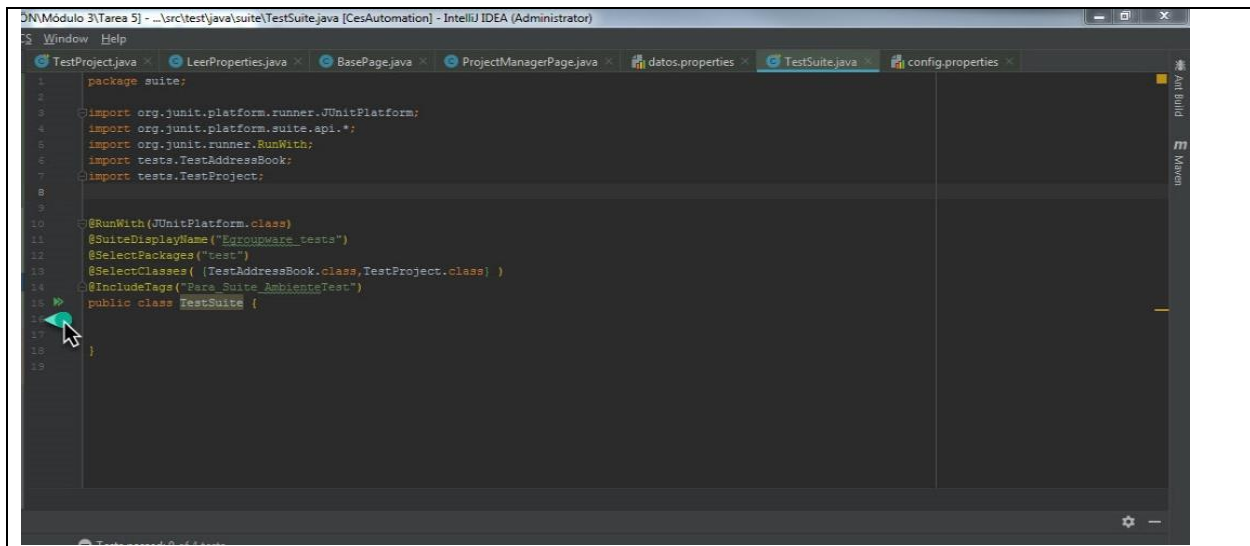 ÓN\Módulo 3\Tarea 5] - ...\src\test\java\suite\TestSuite.java [CesAutomation] - IntelliJ IDEA (Administrator)
CS Window Help
TestProject.java LeerProperties.java BasePage.java ProjectManagerPage.java datos.properties TestSuite.java config.properties
1 package suite;
2
3 import org.junit.platform.runner.JUnitPlatform;
4 import org.junit.platform.suite.api.*;
5 import org.junit.runner.RunWith;
6 import tests.TestAddressBook;
7 import tests.TestProject;
8
9
10 @RunWith(JUnitPlatform.class)
11 @SuiteDisplayName("Egroupware_tests")
12 @SelectPackages("test")
13 @SelectClasses( {TestAddressBook.class,TestProject.class} )
14 @IncludeTags("Para_Suite_AmbienteTest")
15 public class TestSuite {
16
17
18 }
19
Ant Build
m Maven